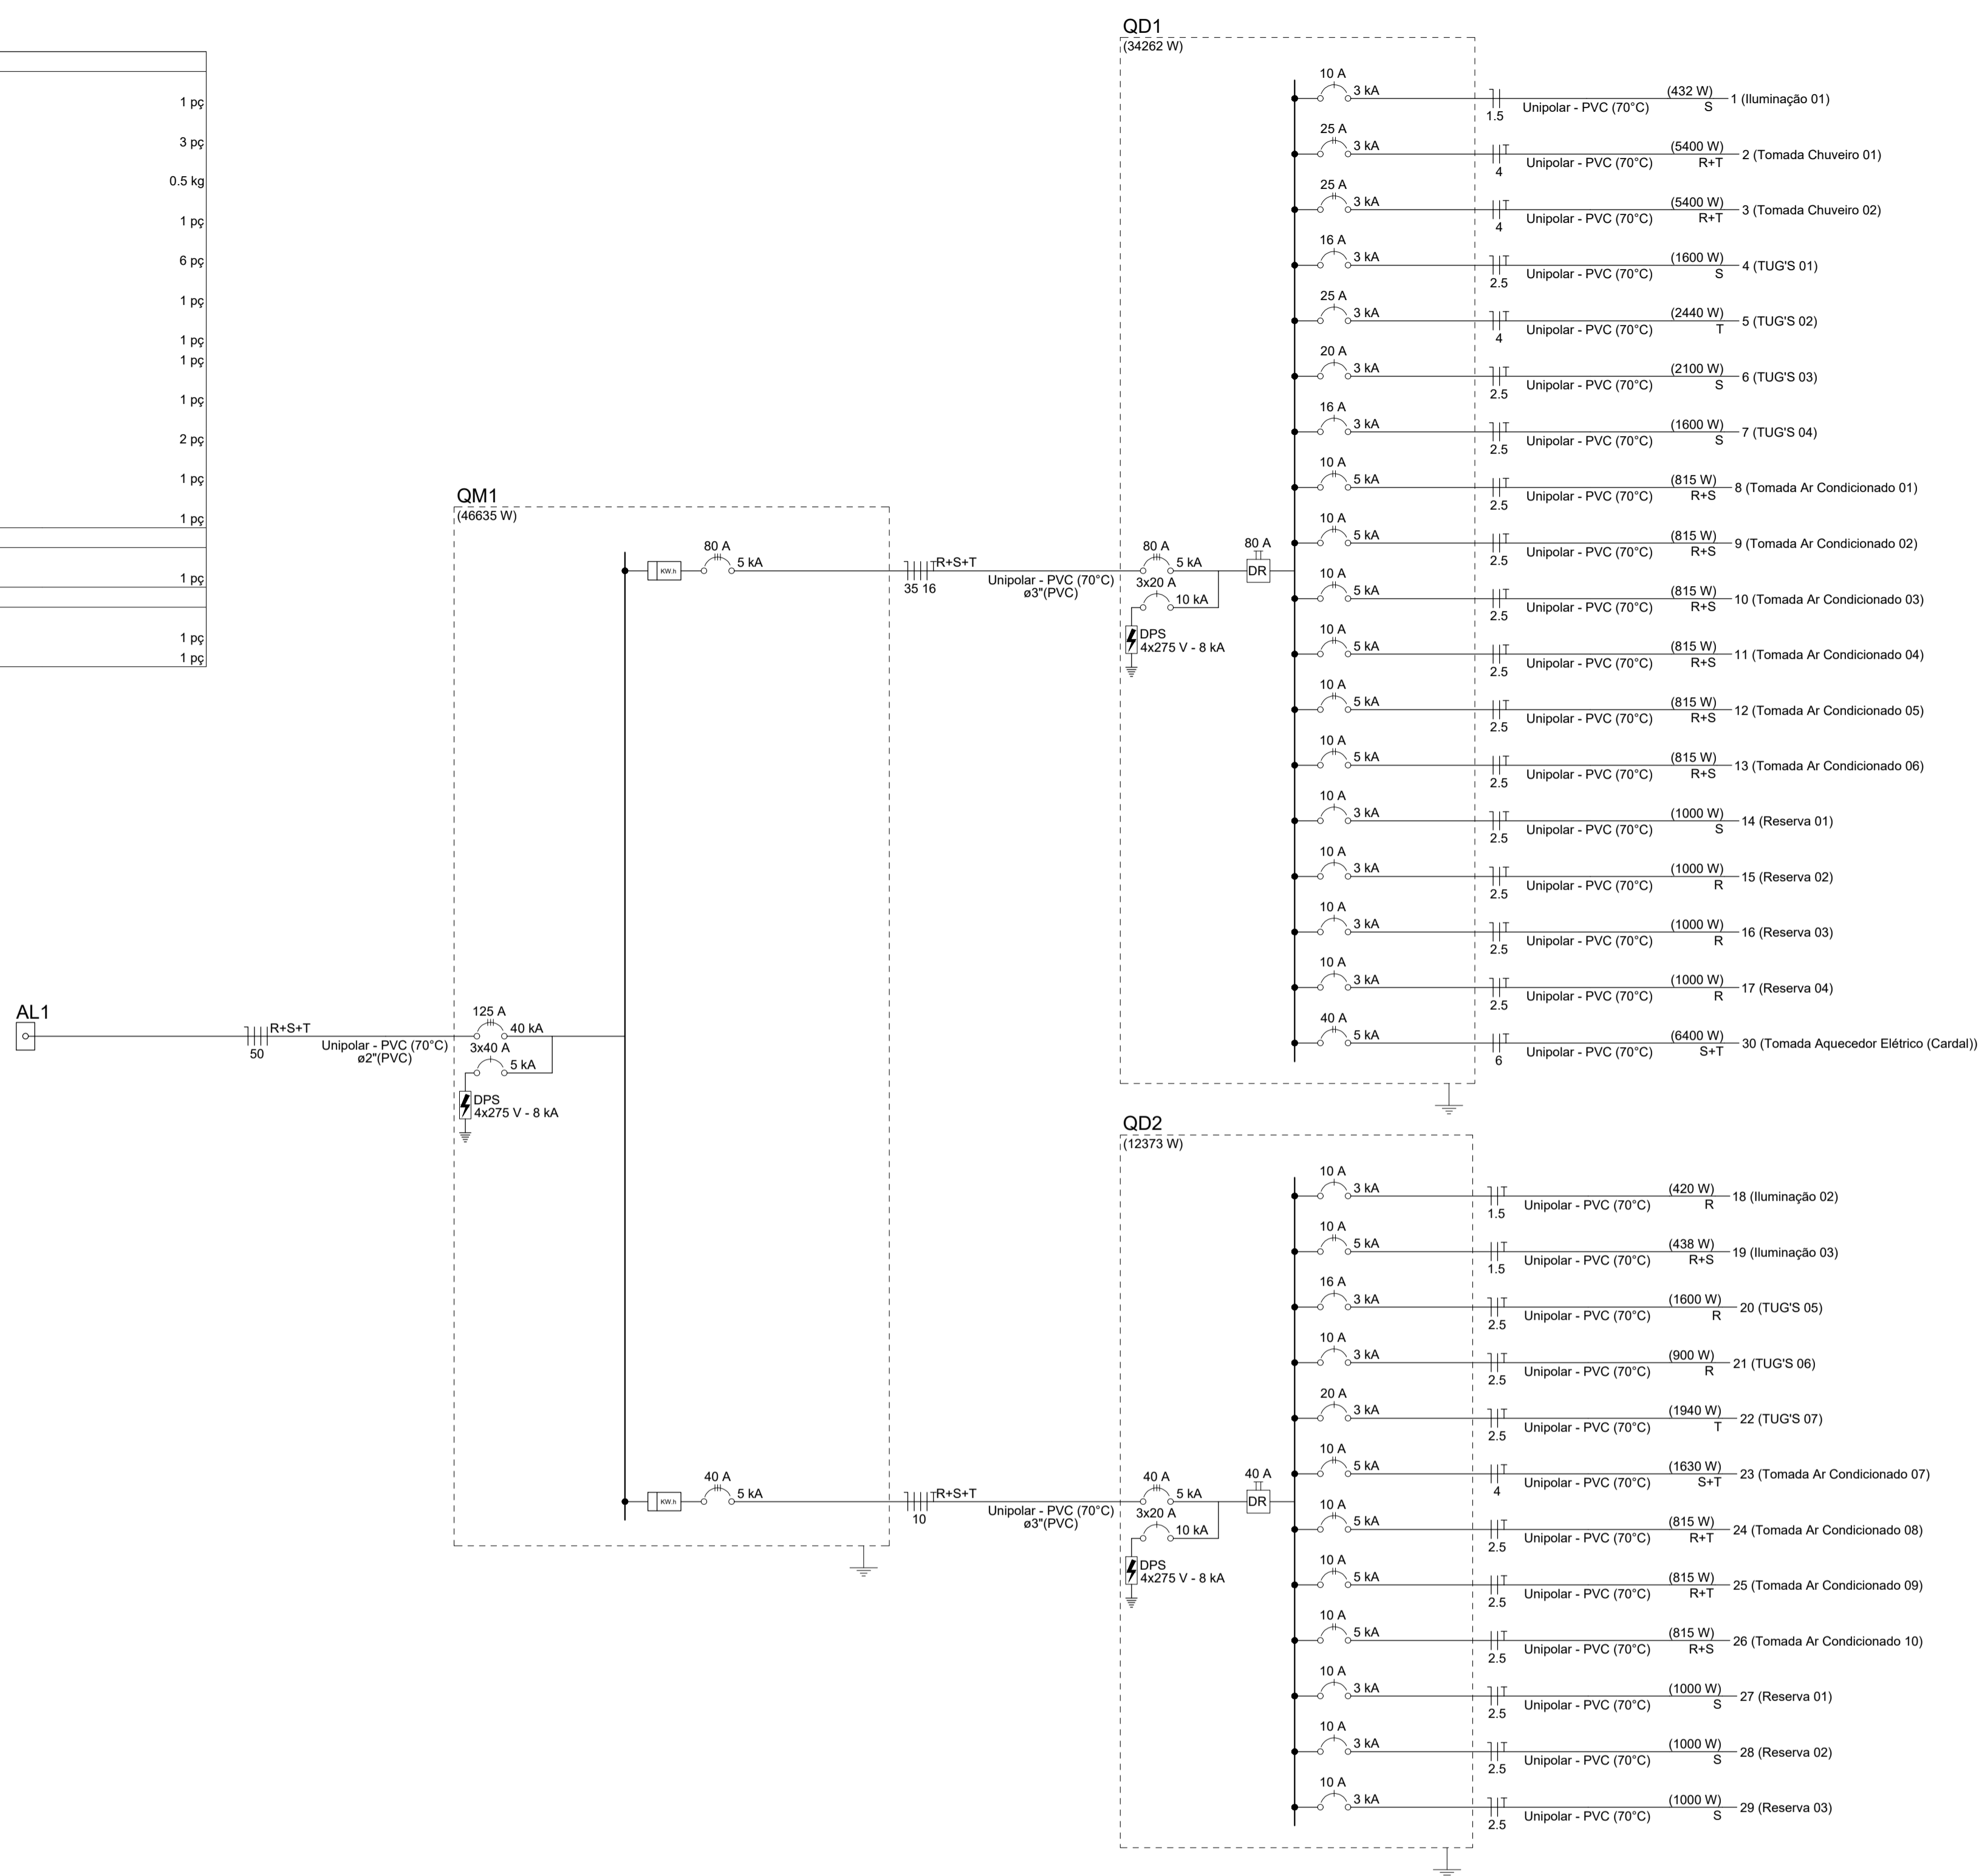 1 pç
3 pç
0.5 kg
1 pç
6 pç
1 pç
1 pç
1 pç
1 pç
2 pç
1 pç
1 pç
1 pç
1 pç
1 pç
AL1
R+S+T
50
Unipolar - PVC (70°C)
ø2"(PVC)
QM1
(46635 W)
125 A
40 kA
3x40 A
5 kA
DPS
4x275 V - 8 kA
KW.h
80 A
5 kA
R+S+T
35 16
Unipolar - PVC (70°C)
ø3"(PVC)
KW.h
40 A
5 kA
R+S+T
10
Unipolar - PVC (70°C)
ø3"(PVC)
QD1
(34262 W)
80 A
5 kA
3x20 A
10 kA
DPS
4x275 V - 8 kA
80 A
DR
10 A
3 kA
1.5
Unipolar - PVC (70°C)
(432 W)
S
1 (Iluminação 01)
25 A
3 kA
4
Unipolar - PVC (70°C)
(5400 W)
R+T
2 (Tomada Chuveiro 01)
25 A
3 kA
4
Unipolar - PVC (70°C)
(5400 W)
R+T
3 (Tomada Chuveiro 02)
16 A
3 kA
2.5
Unipolar - PVC (70°C)
(1600 W)
S
4 (TUG'S 01)
25 A
3 kA
4
Unipolar - PVC (70°C)
(2440 W)
T
5 (TUG'S 02)
20 A
3 kA
2.5
Unipolar - PVC (70°C)
(2100 W)
S
6 (TUG'S 03)
16 A
3 kA
2.5
Unipolar - PVC (70°C)
(1600 W)
S
7 (TUG'S 04)
10 A
5 kA
2.5
Unipolar - PVC (70°C)
(815 W)
R+S
8 (Tomada Ar Condicionado 01)
10 A
5 kA
2.5
Unipolar - PVC (70°C)
(815 W)
R+S
9 (Tomada Ar Condicionado 02)
10 A
5 kA
2.5
Unipolar - PVC (70°C)
(815 W)
R+S
10 (Tomada Ar Condicionado 03)
10 A
5 kA
2.5
Unipolar - PVC (70°C)
(815 W)
R+S
11 (Tomada Ar Condicionado 04)
10 A
5 kA
2.5
Unipolar - PVC (70°C)
(815 W)
R+S
12 (Tomada Ar Condicionado 05)
10 A
5 kA
2.5
Unipolar - PVC (70°C)
(815 W)
R+S
13 (Tomada Ar Condicionado 06)
10 A
3 kA
2.5
Unipolar - PVC (70°C)
(1000 W)
S
14 (Reserva 01)
10 A
3 kA
2.5
Unipolar - PVC (70°C)
(1000 W)
R
15 (Reserva 02)
10 A
3 kA
2.5
Unipolar - PVC (70°C)
(1000 W)
R
16 (Reserva 03)
10 A
3 kA
2.5
Unipolar - PVC (70°C)
(1000 W)
R
17 (Reserva 04)
40 A
5 kA
6
Unipolar - PVC (70°C)
(6400 W)
S+T
30 (Tomada Aquecedor Elétrico (Cardal))
QD2
(12373 W)
40 A
5 kA
3x20 A
10 kA
DPS
4x275 V - 8 kA
40 A
DR
10 A
3 kA
1.5
Unipolar - PVC (70°C)
(420 W)
R
18 (Iluminação 02)
10 A
5 kA
1.5
Unipolar - PVC (70°C)
(438 W)
R+S
19 (Iluminação 03)
16 A
3 kA
2.5
Unipolar - PVC (70°C)
(1600 W)
R
20 (TUG'S 05)
10 A
3 kA
2.5
Unipolar - PVC (70°C)
(900 W)
R
21 (TUG'S 06)
20 A
3 kA
2.5
Unipolar - PVC (70°C)
(1940 W)
T
22 (TUG'S 07)
10 A
5 kA
4
Unipolar - PVC (70°C)
(1630 W)
S+T
23 (Tomada Ar Condicionado 07)
10 A
5 kA
2.5
Unipolar - PVC (70°C)
(815 W)
R+T
24 (Tomada Ar Condicionado 08)
10 A
5 kA
2.5
Unipolar - PVC (70°C)
(815 W)
R+T
25 (Tomada Ar Condicionado 09)
10 A
5 kA
2.5
Unipolar - PVC (70°C)
(815 W)
R+S
26 (Tomada Ar Condicionado 10)
10 A
3 kA
2.5
Unipolar - PVC (70°C)
(1000 W)
S
27 (Reserva 01)
10 A
3 kA
2.5
Unipolar - PVC (70°C)
(1000 W)
S
28 (Reserva 02)
10 A
3 kA
2.5
Unipolar - PVC (70°C)
(1000 W)
S
29 (Reserva 03)